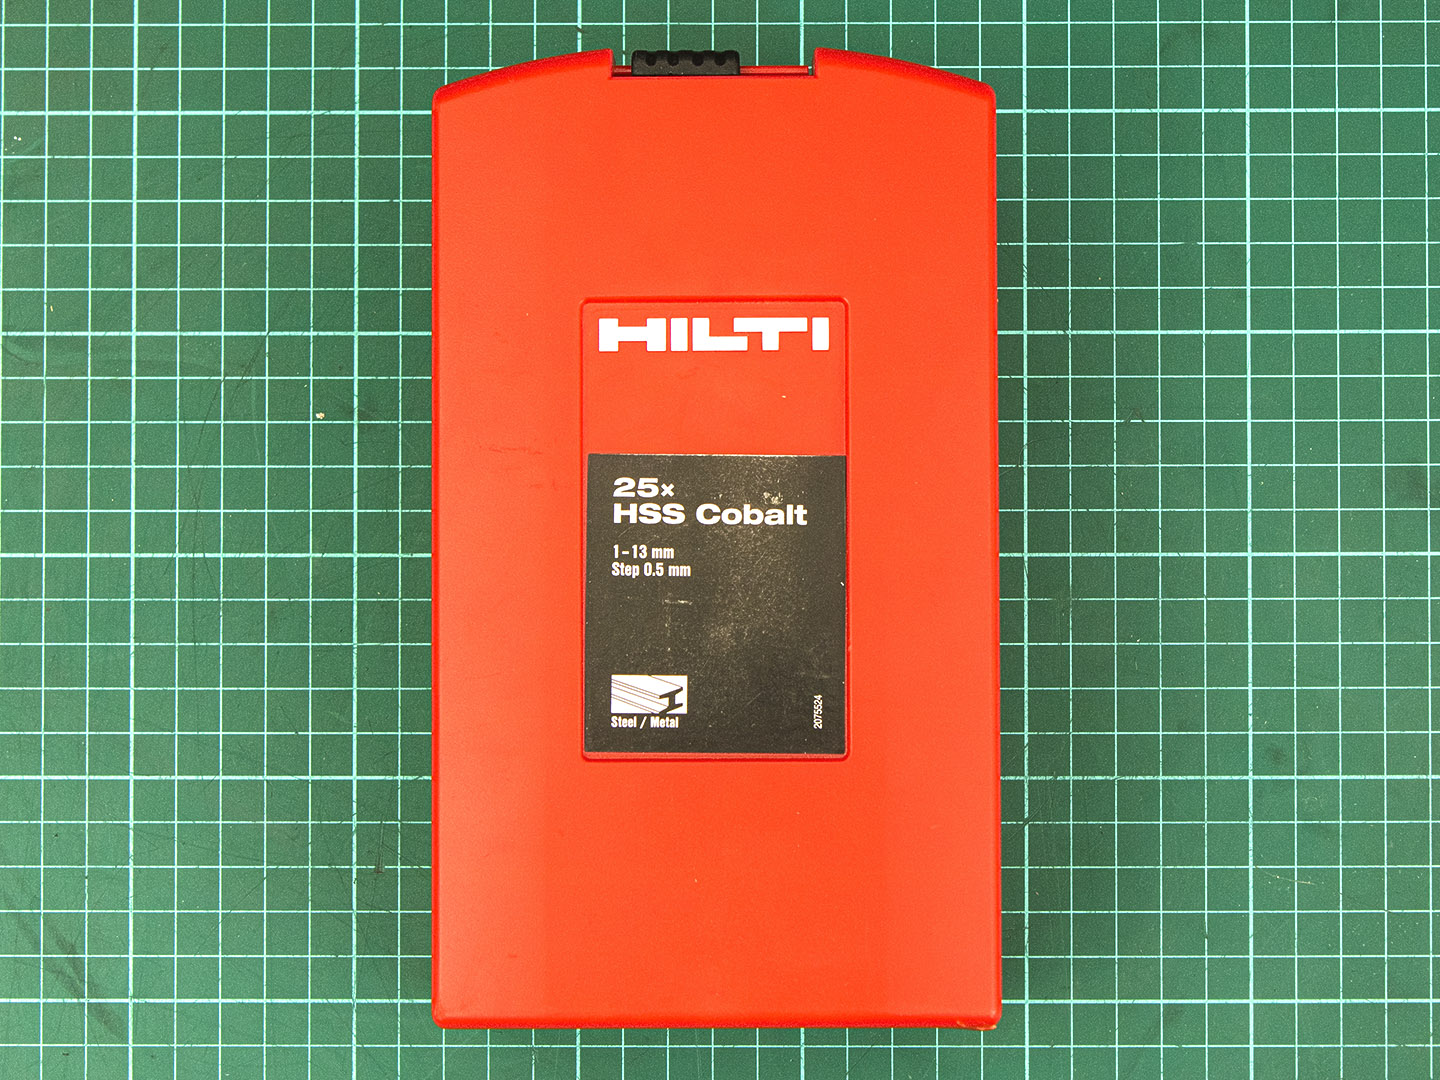 HILTI
25x
HSS Cobalt
1-13 mm
Step 0.5 mm
Steel / Metal
2075524